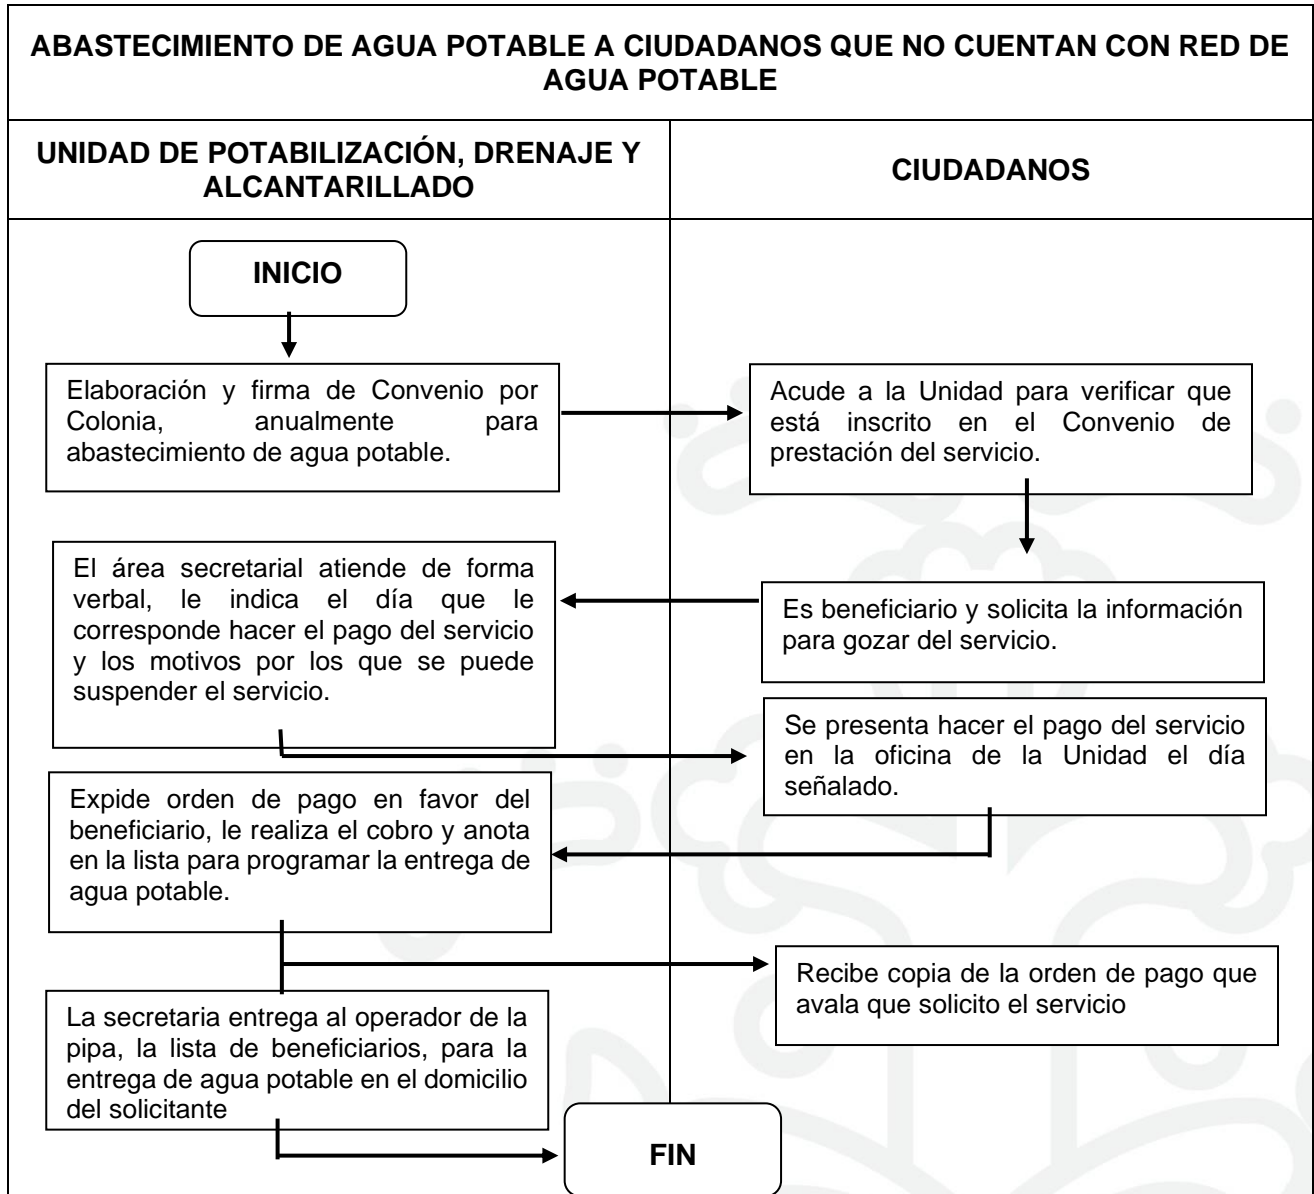 ABASTECIMIENTO DE AGUA POTABLE A CIUDADANOS QUE NO CUENTAN CON RED DE
AGUA POTABLE
UNIDAD DE POTABILIZACIÓN, DRENAJE Y
ALCANTARILLADO
CIUDADANOS
INICIO
Elaboración y firma de Convenio por
Colonia, anualmente para
abastecimiento de agua potable.
Acude a la Unidad para verificar que
está inscrito en el Convenio de
prestación del servicio.
Es beneficiario y solicita la información
para gozar del servicio.
El área secretarial atiende de forma
verbal, le indica el día que le
corresponde hacer el pago del servicio
y los motivos por los que se puede
suspender el servicio.
Se presenta hacer el pago del servicio
en la oficina de la Unidad el día
señalado.
Expide orden de pago en favor del
beneficiario, le realiza el cobro y anota
en la lista para programar la entrega de
agua potable.
Recibe copia de la orden de pago que
avala que solicito el servicio
La secretaria entrega al operador de la
pipa, la lista de beneficiarios, para la
entrega de agua potable en el domicilio
del solicitante
FIN